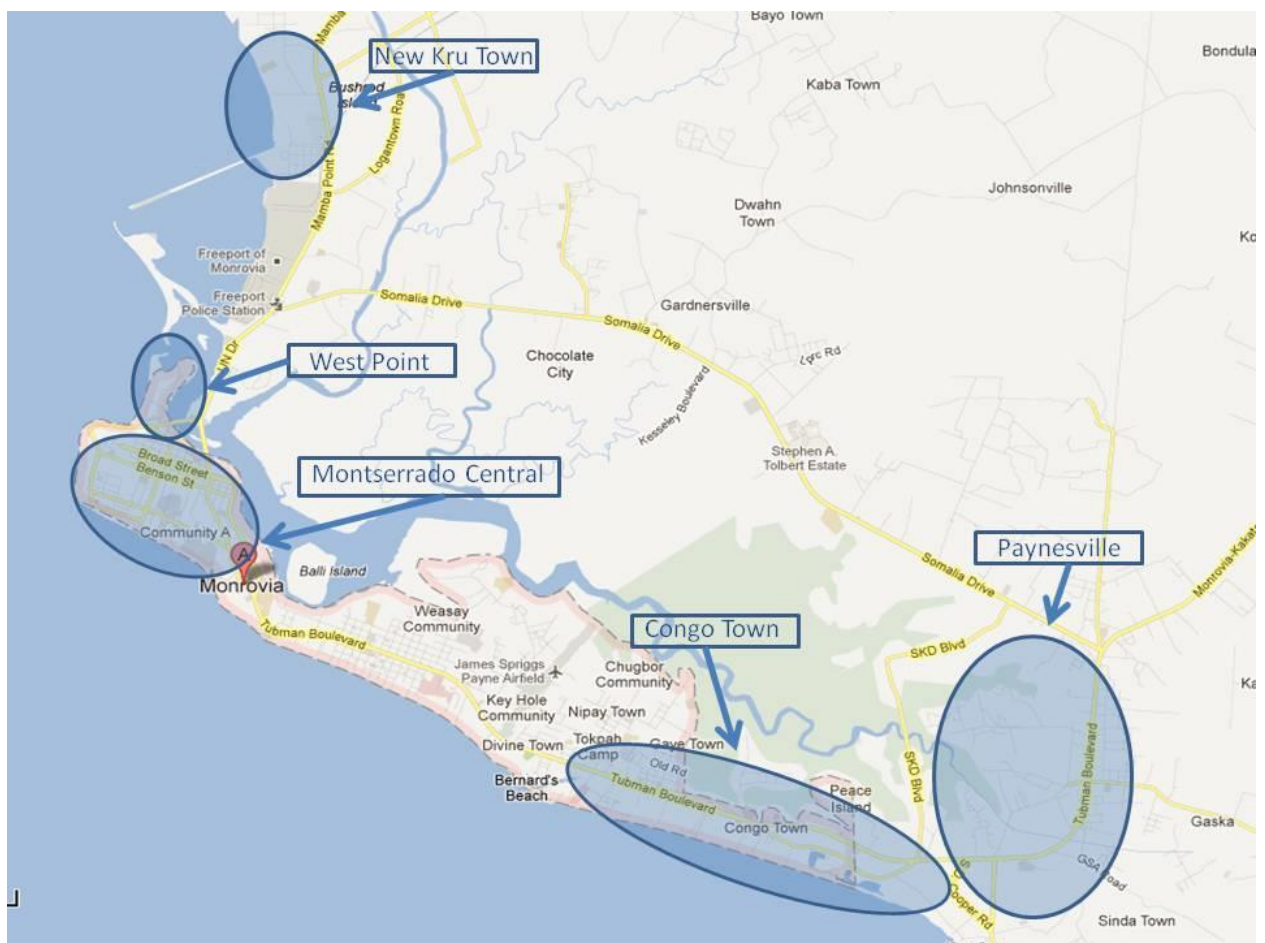 Bayo Town
Mamba
New Kru Town
Bondula
Bushrod
Island
Kaba Town
Logantown Road
Mamba Point Rd
Johnsonville
Dwahn
Town
Freeport of
Monrovia
Freeport
Police Station
Somalia Drive
Gardnersville
Somalia Drive
UN Dr
West Point
Chocolate
City
Kesseley Boulevard
Stephen A.
Tolbert Estate
Broad Street
Benson St
Montserrado Central
Community A
A
Monrovia
Balli Island
Somalia Drive
Paynesville
Monrovia-Kakata
Weasay
Community
Tubman Boulevard
Congo Town
SKD Blvd
James Spriggs
Payne Airfield
Chugbor
Community
Key Hole
Community
Nipay Town
Divine Town
Tokpah
Camp
Gaye Town
Old Rd
Tubman Boulevard
Bernard's
Beach
SKD Blvd
Tubman Boulevard
Peace
Island
Congo Town
Gaska
GSA Road
Cooper Rd
Sinda Town